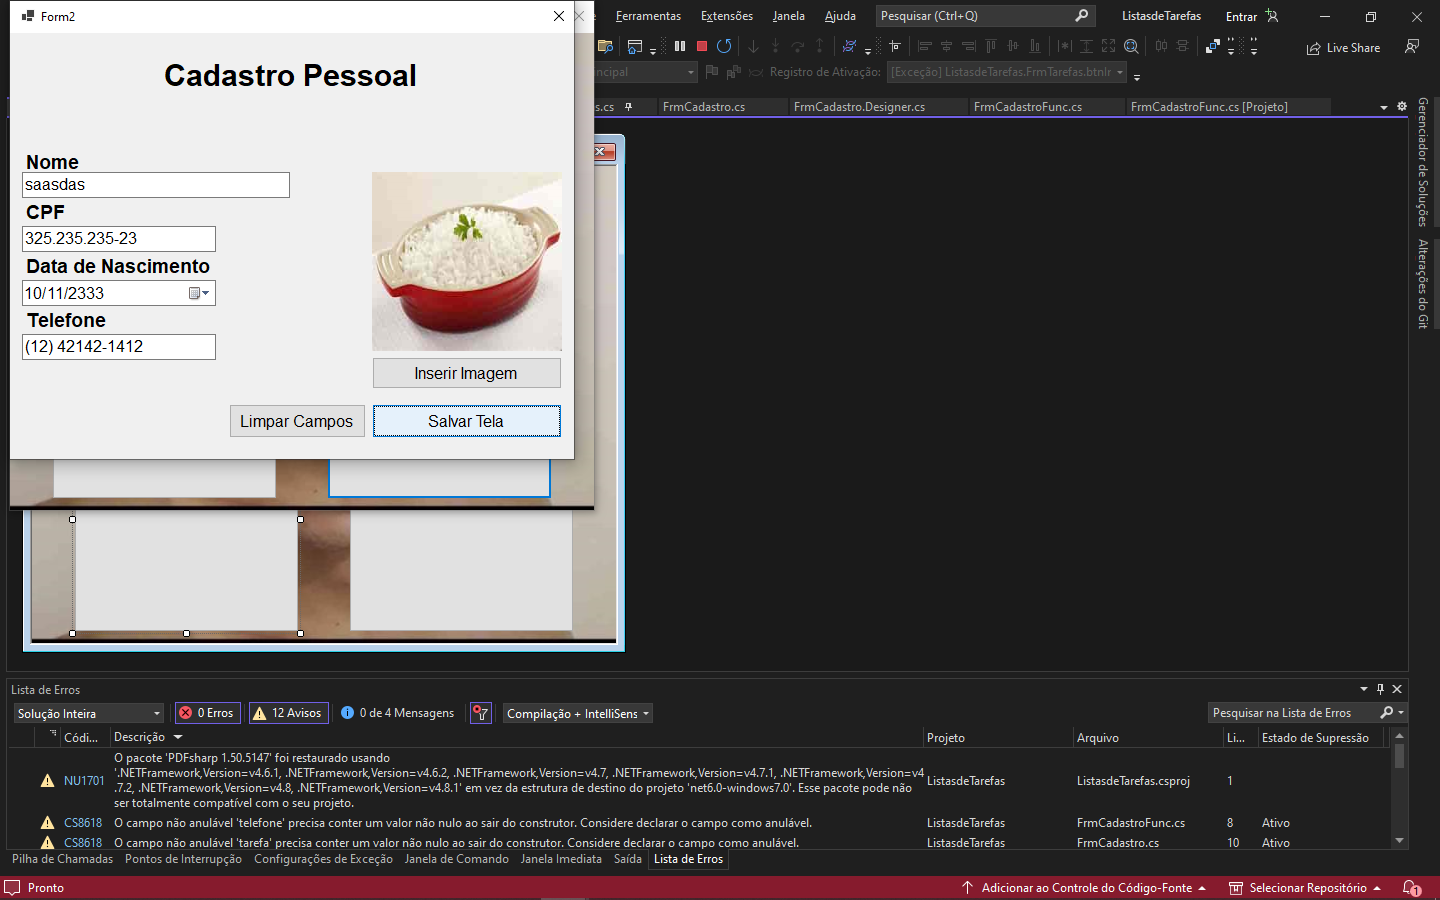 Form2
Ferramentas
Extensões
Janela
Ajuda
Pesquisar (Ctrl+Q)
ListasdeTarefas
Entrar
Live Share
Registro de Ativação:
[Exceção] ListasdeTarefas.FrmTarefas.btnIr
FrmCadastro.cs
FrmCadastro.Designer.cs
FrmCadastroFunc.cs
FrmCadastroFunc.cs [Projeto]
Gerenciador de Soluções
Alterações do Git
Cadastro Pessoal
Nome
saasdas
CPF
325.235.235-23
Data de Nascimento
10/11/2333
Telefone
(12) 42142-1412
Inserir Imagem
Limpar Campos
Salvar Tela
Lista de Erros
Solução Inteira
0 Erros
12 Avisos
0 de 4 Mensagens
Compilação + IntelliSens
Pesquisar na Lista de Erros
Códi...
Descrição
Projeto
Arquivo
Li...
Estado de Supressão
NU1701
O pacote 'PDFsharp 1.50.5147' foi restaurado usando
'.NETFramework,Version=v4.6.1, .NETFramework,Version=v4.6.2, .NETFramework,Version=v4.7, .NETFramework,Version=v4.7.1, .NETFramework,Version=v4
.7.2, .NETFramework,Version=v4.8, .NETFramework,Version=v4.8.1' em vez da estrutura de destino do projeto 'net6.0-windows7.0'. Esse pacote pode não
ser totalmente compatível com o seu projeto.
ListasdeTarefas
ListasdeTarefas.csproj
1
CS8618
O campo não anulável 'telefone' precisa conter um valor não nulo ao sair do construtor. Considere declarar o campo como anulável.
ListasdeTarefas
FrmCadastroFunc.cs
8
Ativo
CS8618
O campo não anulável 'tarefa' precisa conter um valor não nulo ao sair do construtor. Considere declarar o campo como anulável.
ListasdeTarefas
FrmCadastro.cs
10
Ativo
Pilha de Chamadas
Pontos de Interrupção
Configurações de Exceção
Janela de Comando
Janela Imediata
Saída
Lista de Erros
Pronto
Adicionar ao Controle do Código-Fonte
Selecionar Repositório
1